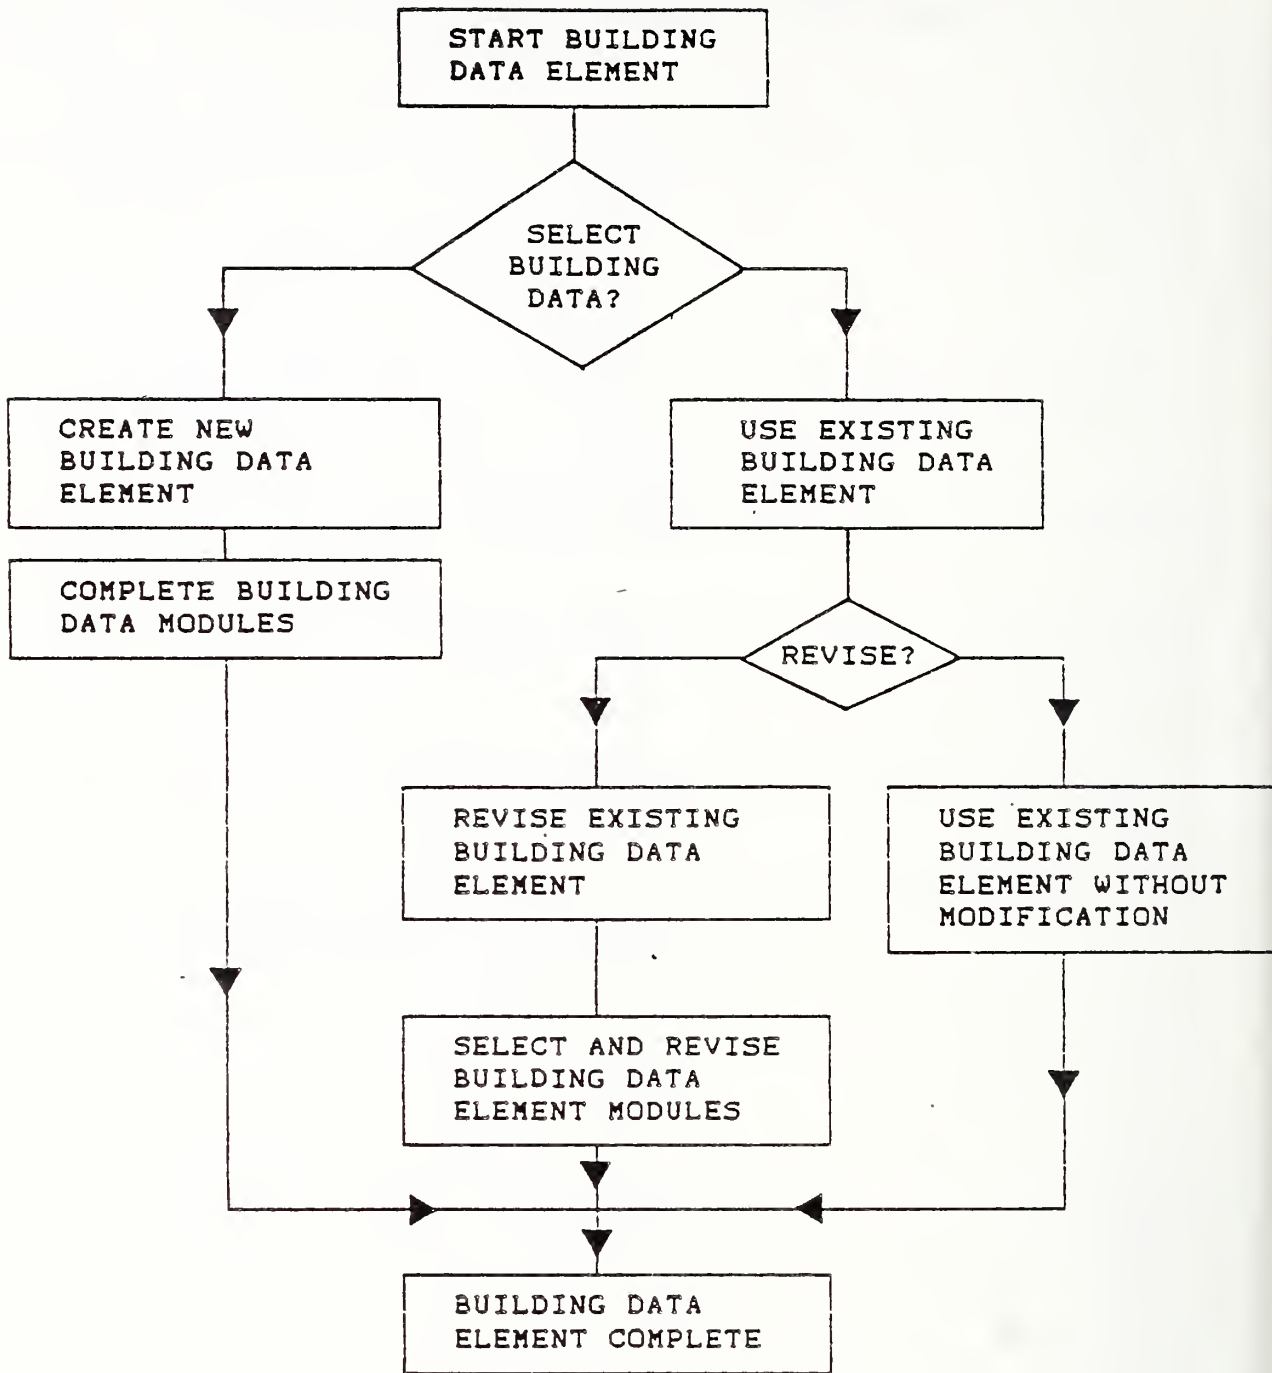 START BUILDING
DATA ELEMENT
SELECT
BUILDING
DATA?
CREATE NEW
BUILDING DATA
ELEMENT
USE EXISTING
BUILDING DATA
ELEMENT
COMPLETE BUILDING
DATA MODULES
REVISE?
REVISE EXISTING
BUILDING DATA
ELEMENT
USE EXISTING
BUILDING DATA
ELEMENT WITHOUT
MODIFICATION
SELECT AND REVISE
BUILDING DATA
ELEMENT MODULES
BUILDING DATA
ELEMENT COMPLETE